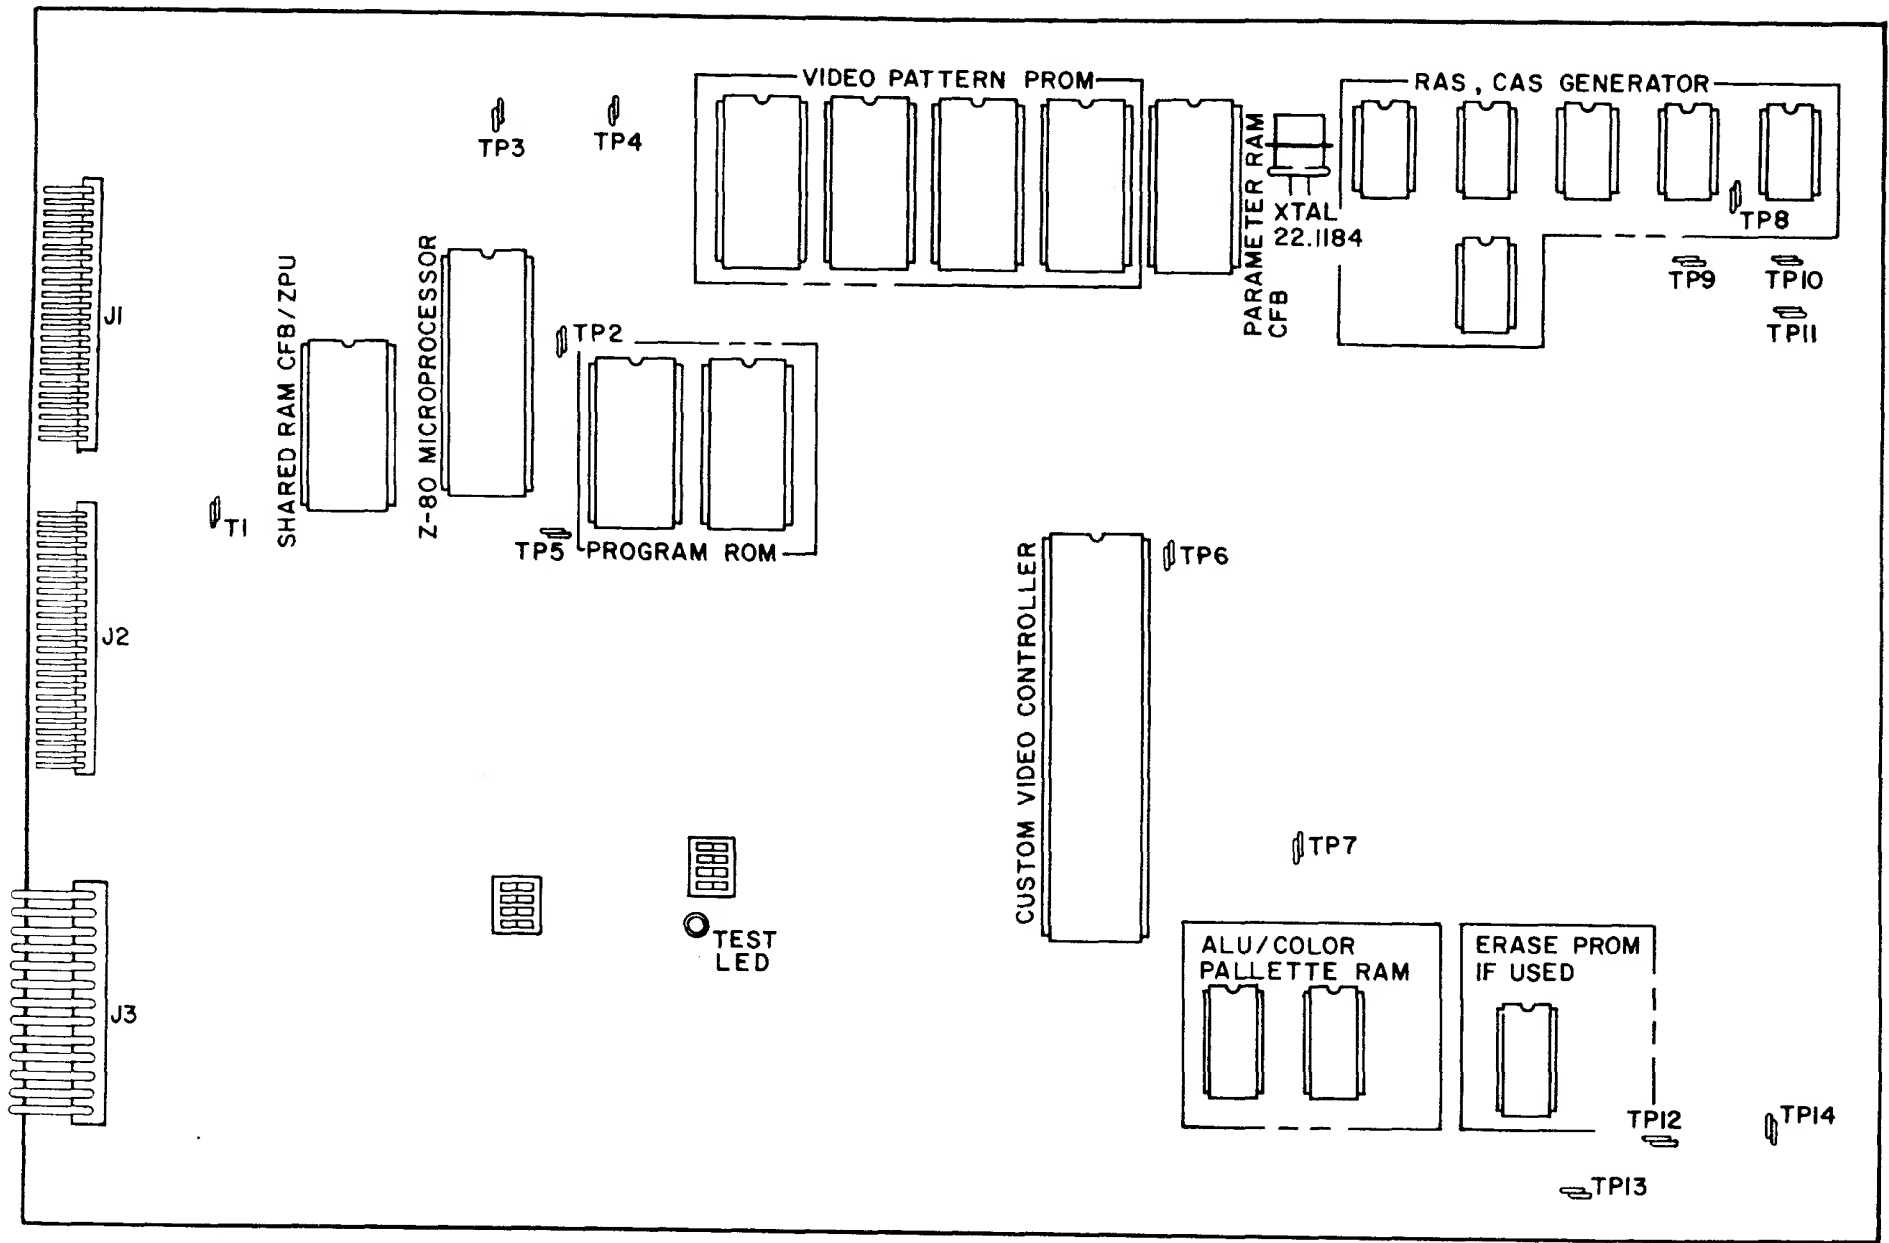 VIDEO PATTERN PROM
RAS, CAS GENERATOR
TP3
TP4
PARAMETER RAM
CFB
XTAL
22.1184
TP8
TP9
TP10
TP11
J1
SHARED RAM CFB/ZPU
Z-80 MICROPROCESSOR
TP2
T1
TP5
PROGRAM ROM
TP6
CUSTOM VIDEO CONTROLLER
J2
TP7
TEST
LED
ALU/COLOR
PALLETTE RAM
ERASE PROM
IF USED
J3
TP12
TP14
TP13